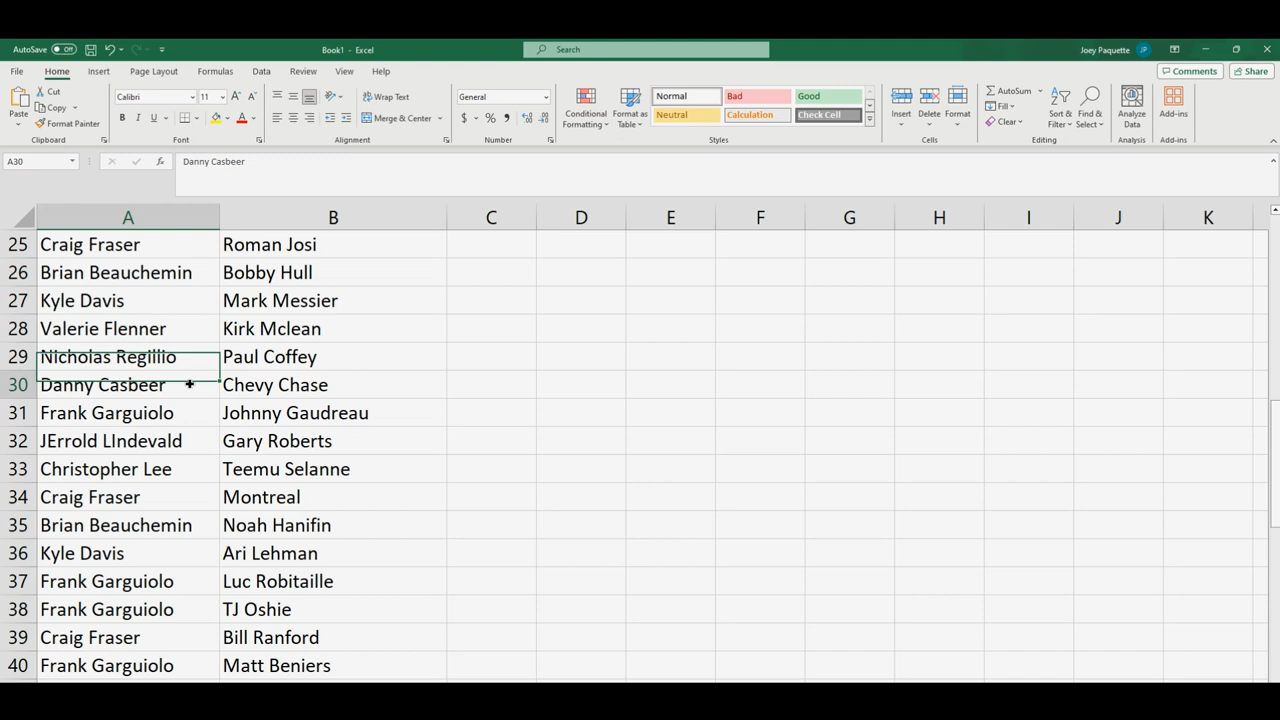 AutoSave Off Book1 - Excel Search Joey Paquette JP
File Home Insert Page Layout Formulas Data Review View Help Comments Share
Paste Cut Copy Format Painter Clipboard
Calibri 11 B I U A A Font
Wrap Text Merge & Center Alignment
General $ % Number
Conditional Formatting Format as Table Normal Bad Good Neutral Calculation Check Cell Styles
Insert Delete Format Cells
AutoSum Fill Clear Sort & Filter Find & Select Editing
Analyze Data Analysis Add-ins Add-ins
A30 fx Danny Casbeer
A B C D E F G H I J K
25 Craig Fraser Roman Josi
26 Brian Beauchemin Bobby Hull
27 Kyle Davis Mark Messier
28 Valerie Flenner Kirk Mclean
29 Nicholas Regillio Paul Coffey
30 Danny Casbeer Chevy Chase
31 Frank Garguiolo Johnny Gaudreau
32 JErrold LIndevald Gary Roberts
33 Christopher Lee Teemu Selanne
34 Craig Fraser Montreal
35 Brian Beauchemin Noah Hanifin
36 Kyle Davis Ari Lehman
37 Frank Garguiolo Luc Robitaille
38 Frank Garguiolo TJ Oshie
39 Craig Fraser Bill Ranford
40 Frank Garguiolo Matt Beniers